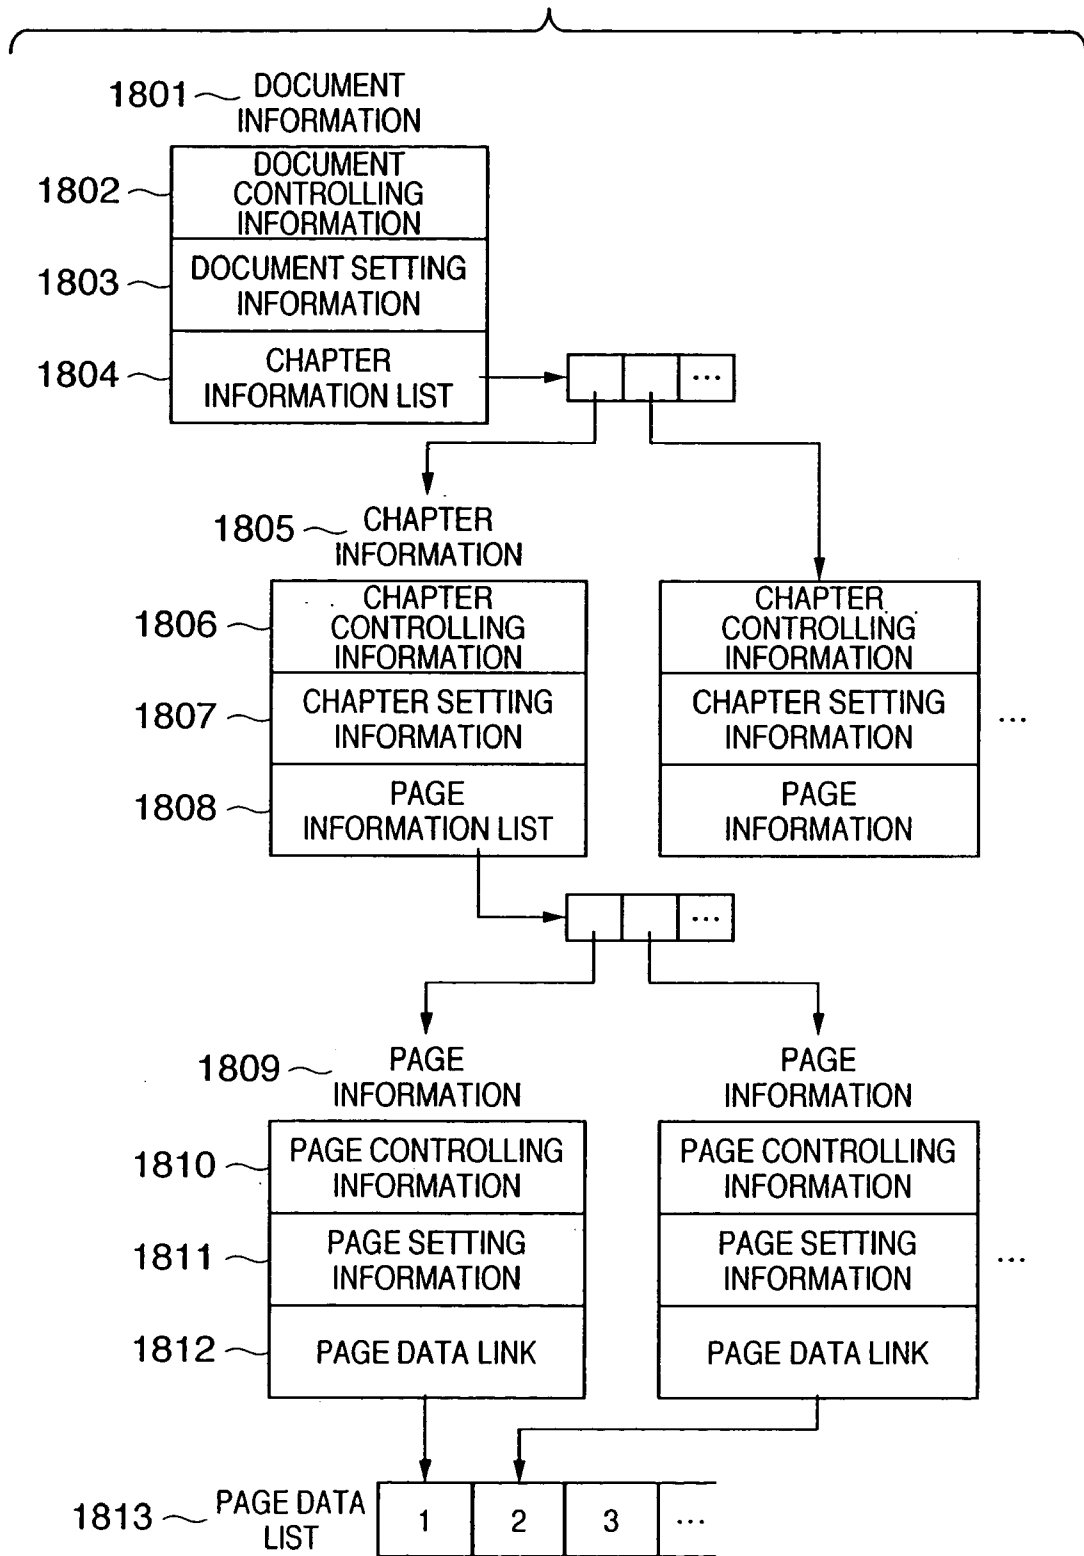 1801
DOCUMENT
INFORMATION
1802
DOCUMENT
CONTROLLING
INFORMATION
1803
DOCUMENT SETTING
INFORMATION
1804
CHAPTER
INFORMATION LIST
...
1805
CHAPTER
INFORMATION
1806
CHAPTER
CONTROLLING
INFORMATION
CHAPTER
CONTROLLING
INFORMATION
1807
CHAPTER SETTING
INFORMATION
CHAPTER SETTING
INFORMATION
...
1808
PAGE
INFORMATION LIST
PAGE
INFORMATION
...
1809
PAGE
INFORMATION
PAGE
INFORMATION
1810
PAGE CONTROLLING
INFORMATION
PAGE CONTROLLING
INFORMATION
1811
PAGE SETTING
INFORMATION
PAGE SETTING
INFORMATION
...
1812
PAGE DATA LINK
PAGE DATA LINK
1813
PAGE DATA
LIST
1 2 3 ...